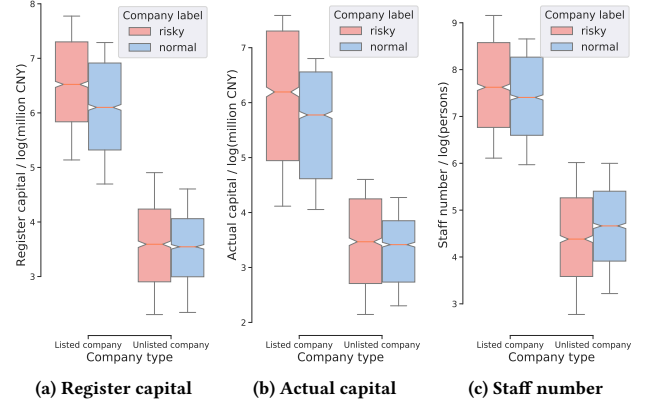 Register capital / log(million CNY)
8
7
6
5
4
3
Company label
risky
normal
Listed company
Unlisted company
Company type
(a) Register capital
Actual capital / log(million CNY)
7
6
5
4
3
2
Company label
risky
normal
Listed company
Unlisted company
Company type
(b) Actual capital
Staff number / log(persons)
9
8
7
6
5
4
3
Company label
risky
normal
Listed company
Unlisted company
Company type
(c) Staff number